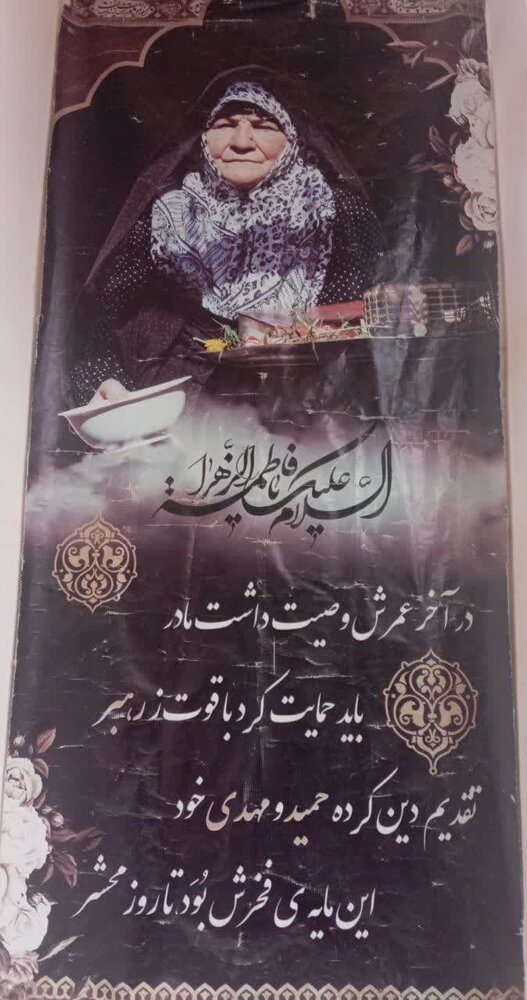 السلام علیک یا فاطمة الزهرا
در آخر عمرش وصیت داشت مادر
باید حمایت کرد با قوت ز رهبر
تقدیم دین کرده حمید و مهدی خود
این مایه ی فخرش بُوَد تا روز محشر